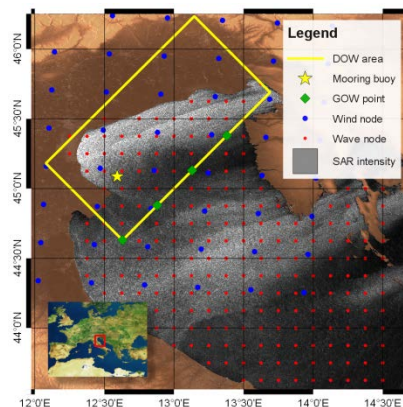 Legend
DOW area
Mooring buoy
GOW point
Wind node
Wave node
SAR intensity
46°0'N
45°30'N
45°0'N
44°30'N
44°0'N
12°0'E
12°30'E
13°0'E
13°30'E
14°0'E
14°30'E